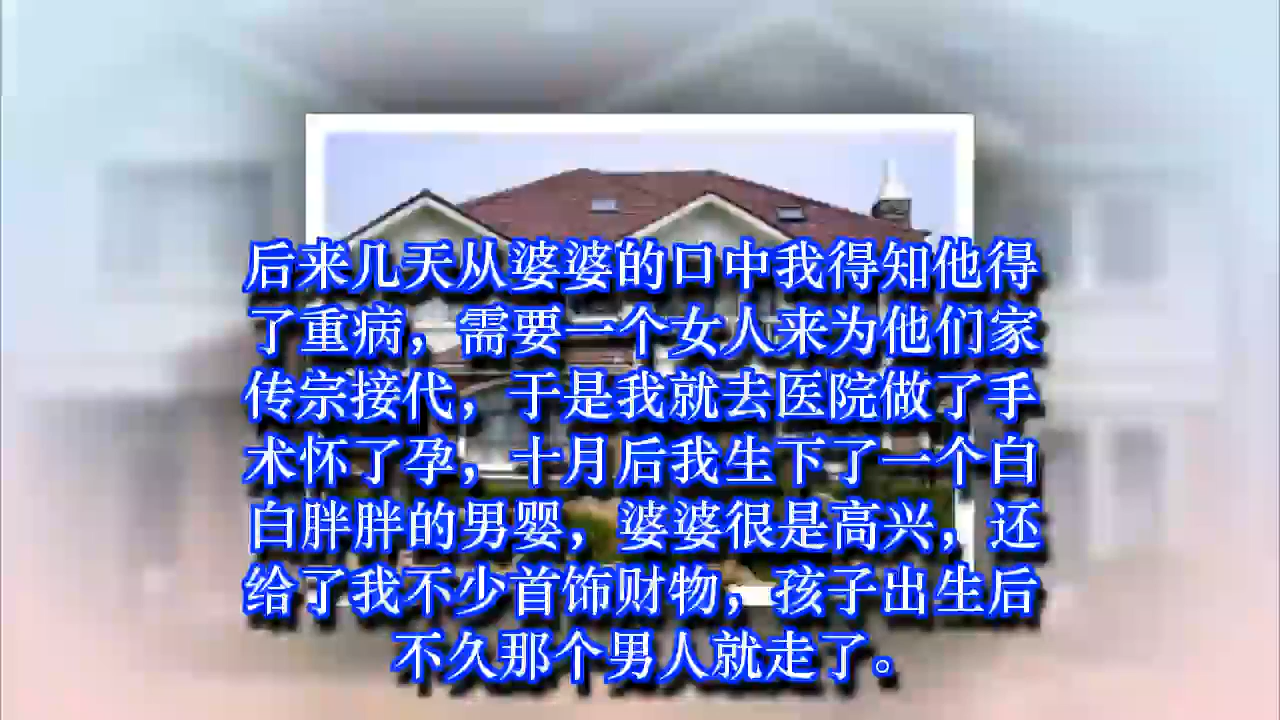 后来几天从婆婆的口中我得知他得
了重病，需要一个女人来为他们家
传宗接代，于是我就去医院做了手
术怀了孕，十月后我生下了一个白
白胖胖的男婴，婆婆很是高兴，还
给了我不少首饰财物，孩子出生后
不久那个男人就走了。